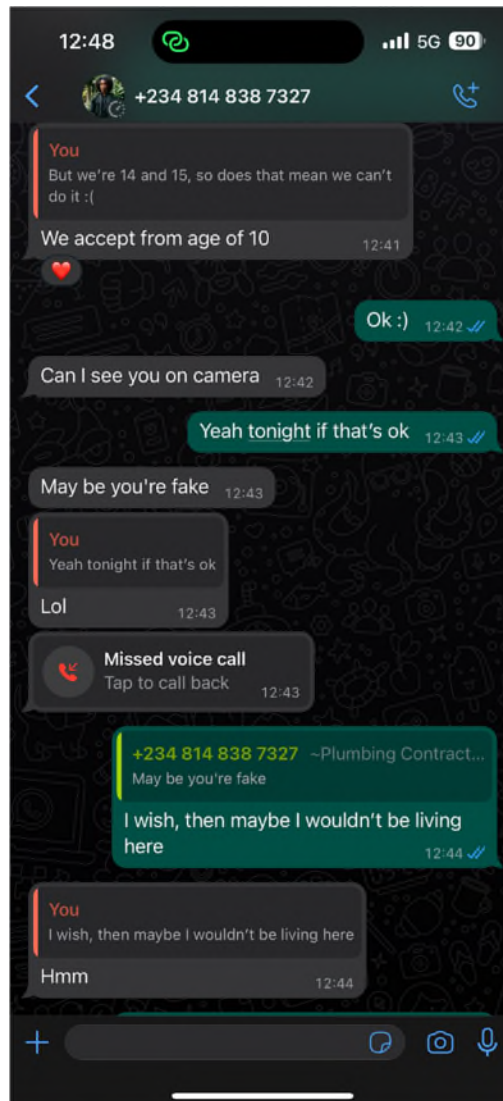 12:48
5G 90
+234 814 838 7327
You
But we're 14 and 15, so does that mean we can't
do it :(
We accept from age of 10
12:41
Ok :) 12:42
Can I see you on camera 12:42
Yeah tonight if that's ok 12:43
May be you're fake 12:43
You
Yeah tonight if that's ok
Lol
12:43
Missed voice call
Tap to call back
12:43
+234 814 838 7327 ~Plumbing Contract...
May be you're fake
I wish, then maybe I wouldn't be living
here
12:44
You
I wish, then maybe I wouldn't be living here
Hmm
12:44